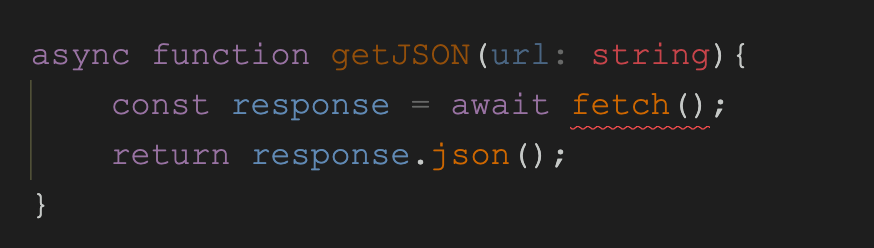 async function getJSON(url: string){
    const response = await fetch();
    return response.json();
}